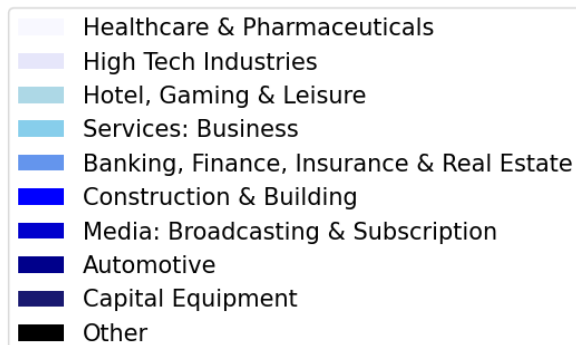 Healthcare & Pharmaceuticals
High Tech Industries
Hotel, Gaming & Leisure
Services: Business
Banking, Finance, Insurance & Real Estate
Construction & Building
Media: Broadcasting & Subscription
Automotive
Capital Equipment
Other